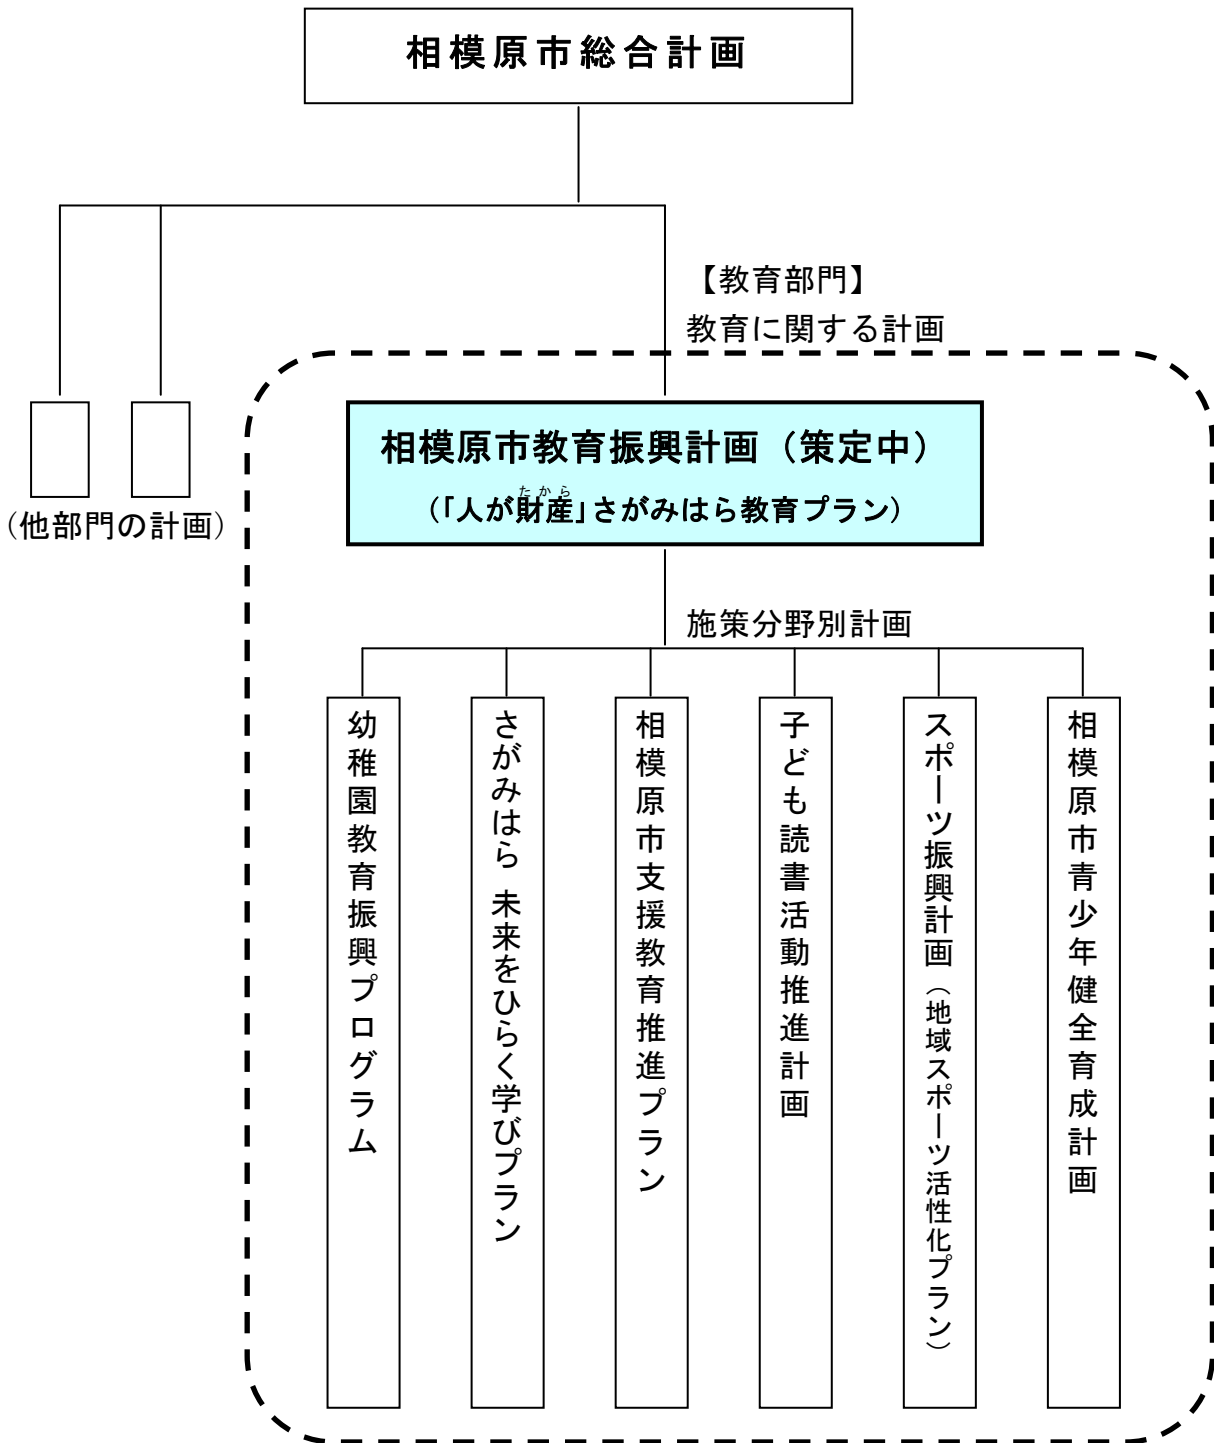 相模原市総合計画
【教育部門】
教育に関する計画
相模原市教育振興計画（策定中）
たから
（「人が財産」さがみはら教育プラン）
（他部門の計画）
施策分野別計画
幼稚園教育振興プログラム
さがみはら 未来をひらく学びプラン
相模原市支援教育推進プラン
子ども読書活動推進計画
スポーツ振興計画（地域スポーツ活性化プラン）
相模原市青少年健全育成計画